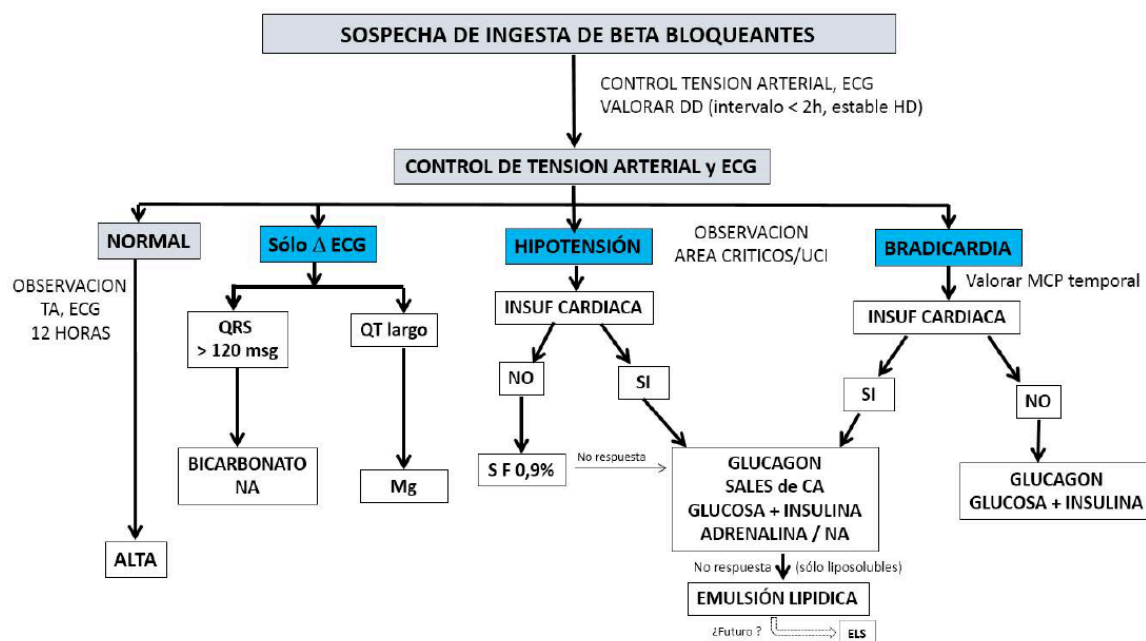 SOSPECHA DE INGESTA DE BETA BLOQUEANTES
CONTROL TENSION ARTERIAL, ECG
VALORAR DD (intervalo < 2h, estable HD)
CONTROL DE TENSION ARTERIAL y ECG
NORMAL
Sólo Δ ECG
HIPOTENSIÓN
OBSERVACION
AREA CRITICOS/UCI
BRADICARDIA
OBSERVACION
TA, ECG
12 HORAS
Valorar MCP temporal
QRS
> 120 msg
QT largo
INSUF CARDIACA
INSUF CARDIACA
NO
SI
SI
NO
BICARBONATO
NA
Mg
S F 0,9%
No respuesta
GLUCAGON
SALES de CA
GLUCOSA + INSULINA
ADRENALINA / NA
GLUCAGON
GLUCOSA + INSULINA
ALTA
No respuesta
(sólo liposolubles)
EMULSIÓN LIPIDICA
¿Futuro ?
ELS